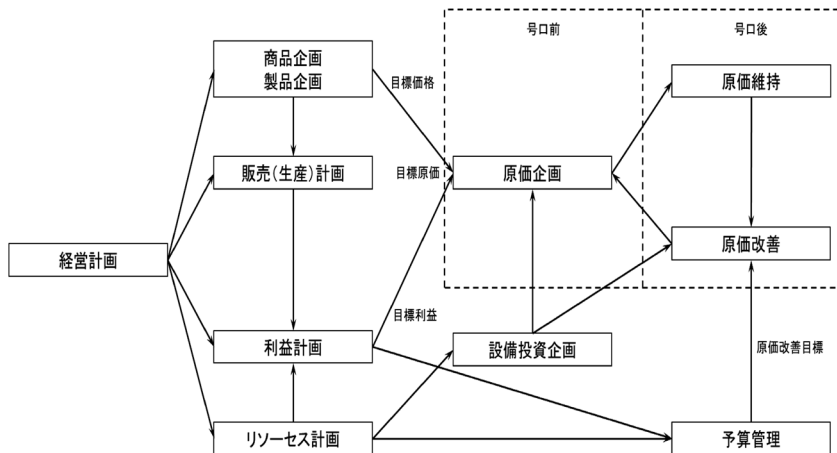 号口前
号口後
商品企画
製品企画
目標価格
原価維持
販売(生産)計画
目標原価
原価企画
経営計画
原価改善
目標利益
利益計画
設備投資企画
原価改善目標
リソーセス計画
予算管理